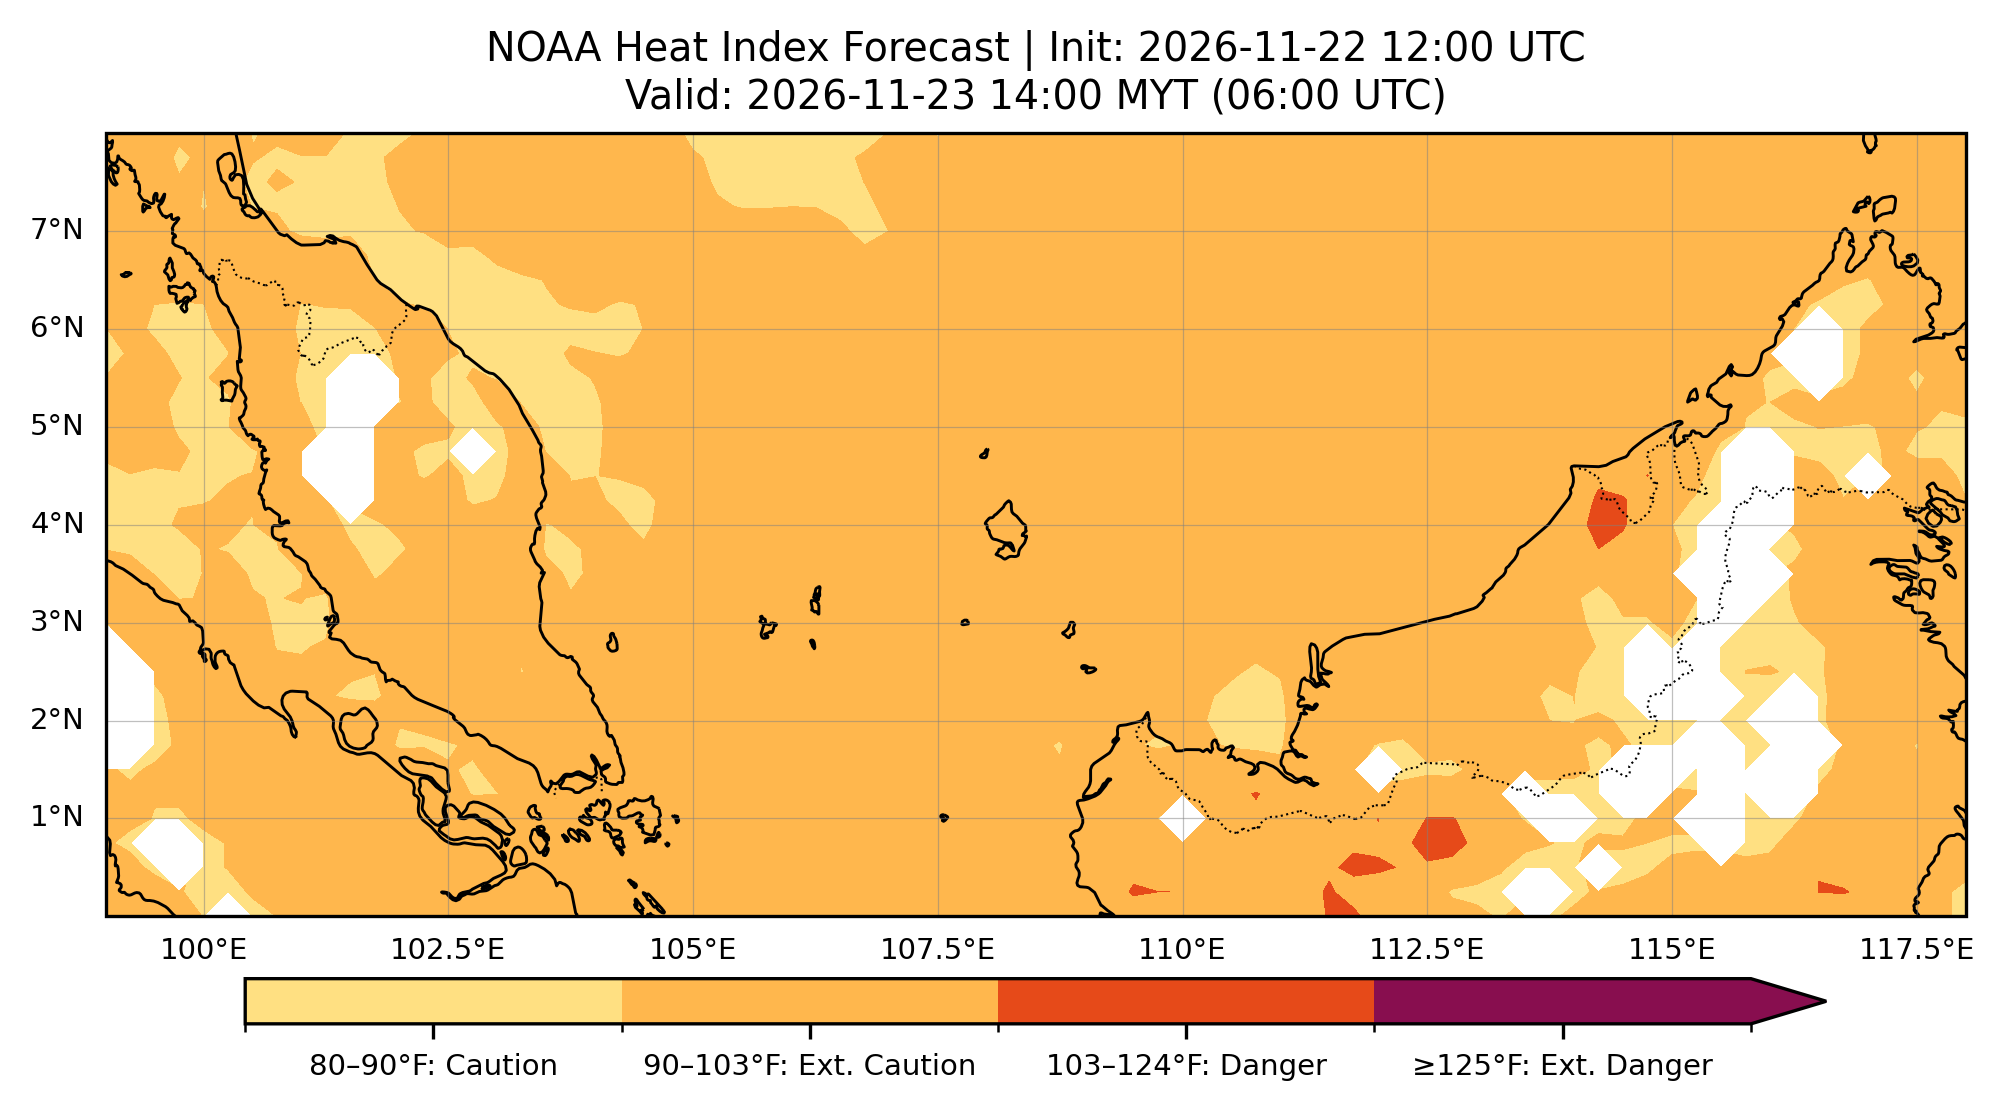 NOAA Heat Index Forecast | Init: 2026-11-22 12:00 UTC
Valid: 2026-11-23 14:00 MYT (06:00 UTC)
7°N
6°N
5°N
4°N
3°N
2°N
1°N
100°E 102.5°E 105°E 107.5°E 110°E 112.5°E 115°E 117.5°E
80–90°F: Caution 90–103°F: Ext. Caution 103–124°F: Danger ≥125°F: Ext. Danger